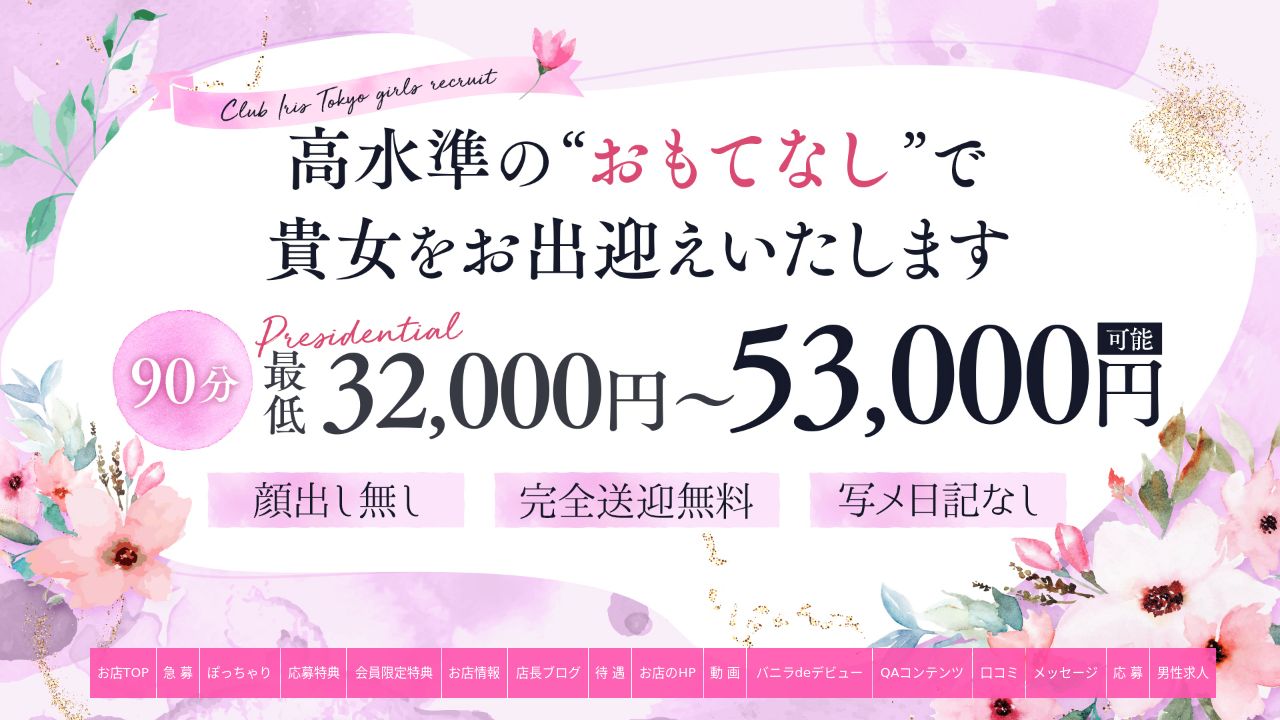 Club Iris Tokyo girls recruit
高水準の“おもてなし”で
貴女をお出迎えいたします
Presidential
90分 最低 32,000円～53,000円 可能
顔出し無し 完全送迎無料 写メ日記なし
お店TOP 急 募 ぽっちゃり 応募特典 会員限定特典 お店情報 店長ブログ 待 遇 お店のHP 動 画 バニラdeデビュー QAコンテンツ 口コミ メッセージ 応 募 男性求人